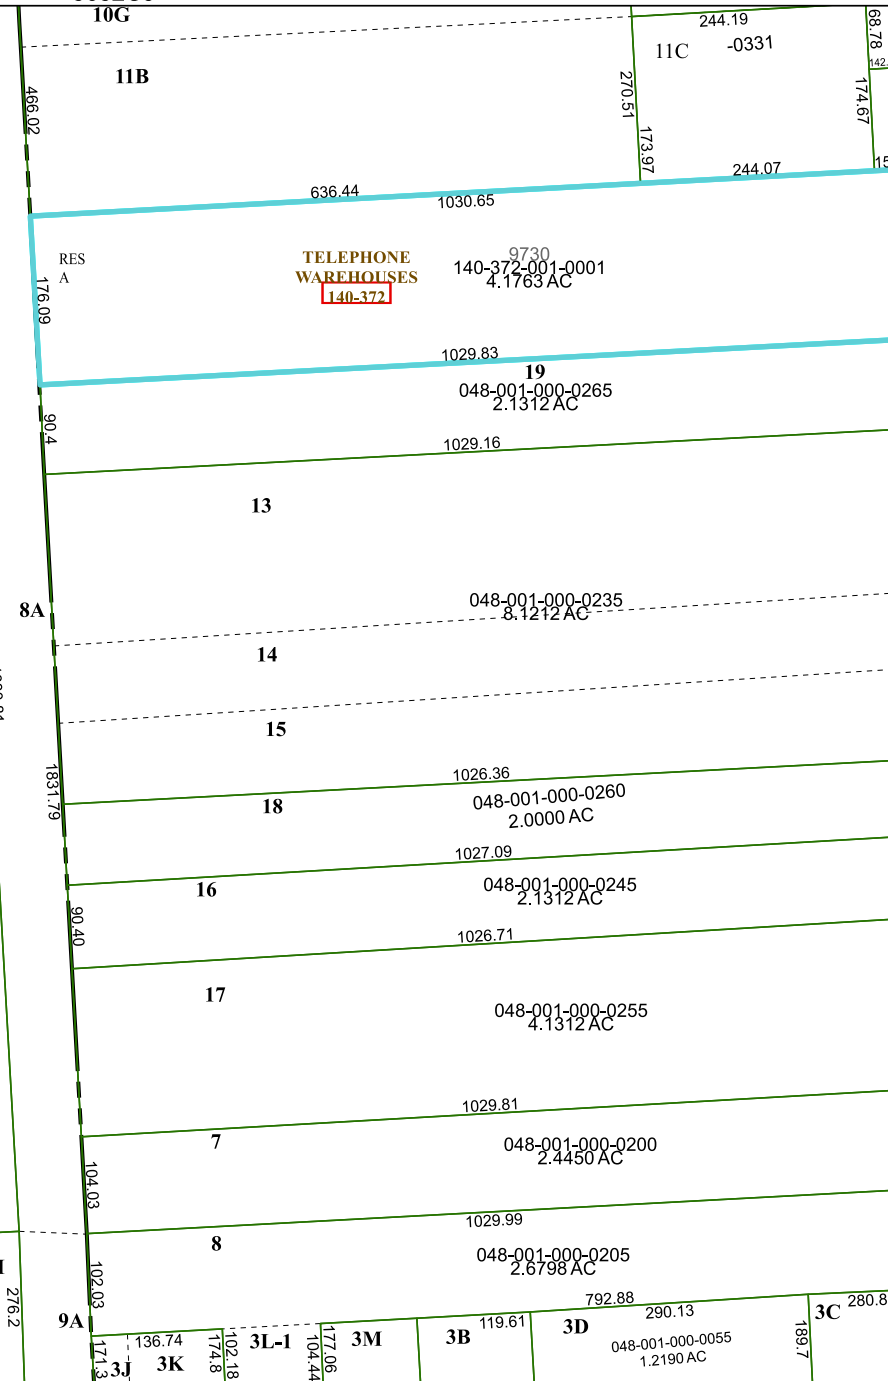 10G
244.19
68.78
11C
-0331
11B
142.
466.02
270.51
174.67
173.97
636.44
244.07
15
1030.65
RES
A
TELEPHONE
WAREHOUSES
140-372
9730
140-372-001-0001
4.1763 AC
176.09
1029.83
19
048-001-000-0265
2.1312 AC
90.4
1029.16
13
8A
048-001-000-0235
8.1212 AC
14
15
1831.79
1026.36
18
048-001-000-0260
2.0000 AC
1027.09
16
048-001-000-0245
2.1312 AC
90.40
1026.71
17
048-001-000-0255
4.1312 AC
1029.81
7
048-001-000-0200
2.4450 AC
104.03
1029.99
8
048-001-000-0205
2.6798 AC
102.03
276.2
9A
792.88
290.13
280.8
3C
119.61
3D
189.7
136.74
171.3
3J
3K
174.8
102.18
3L-1
104.44
177.06
3M
3B
048-001-000-0055
1.2190 AC